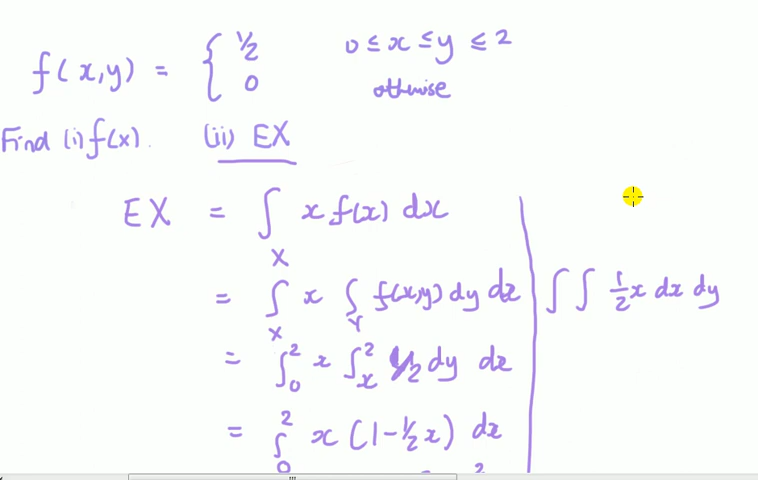 f(x,y) = { 1/2 0 ≤ x ≤ y ≤ 2
0 otherwise
Find (i) f(x). (ii) EX
EX = ∫_X x f(x) dx
= ∫_X x ∫_Y f(x,y) dy dx | ∫ ∫ 1/2 x dx dy
= ∫_0^2 x ∫_x^2 1/2 dy dx
= ∫_0^2 x (1 - 1/2 x) dx